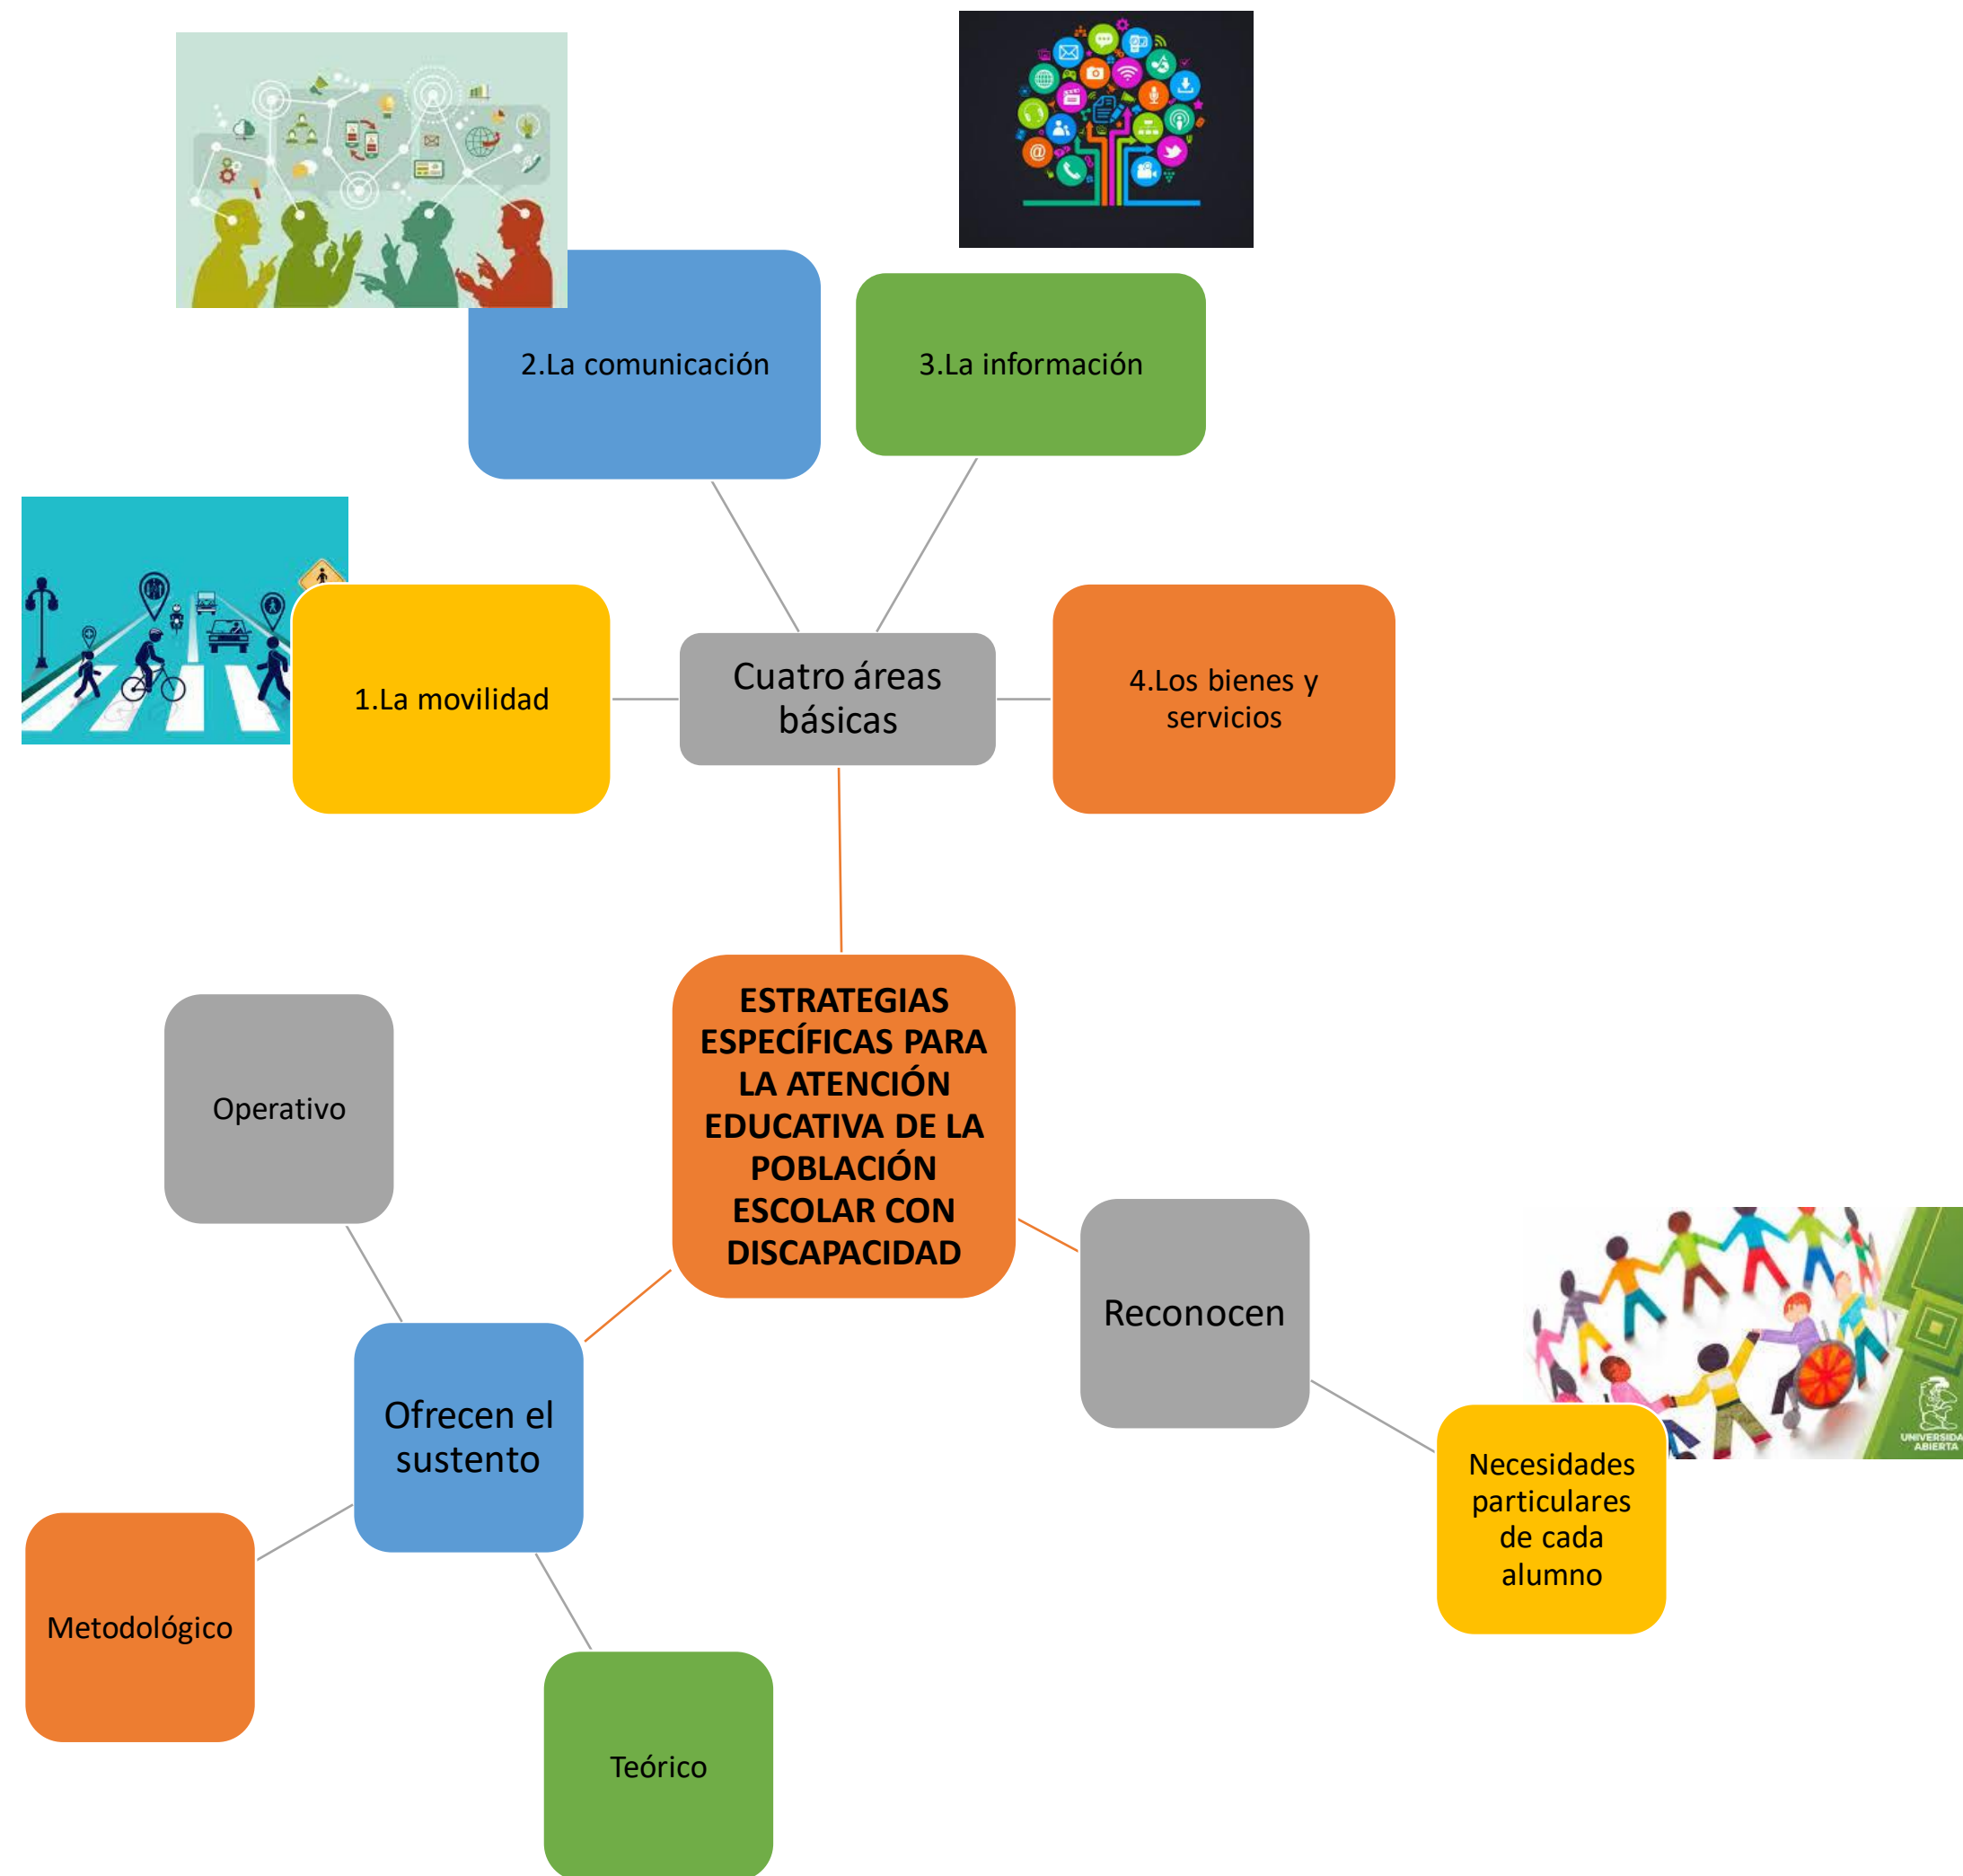 2.La comunicación
3.La información
1.La movilidad
Cuatro áreas
básicas
4.Los bienes y
servicios
ESTRATEGIAS
ESPECÍFICAS PARA
LA ATENCIÓN
EDUCATIVA DE LA
POBLACIÓN
ESCOLAR CON
DISCAPACIDAD
Operativo
Reconocen
Ofrecen el
sustento
Necesidades
particulares
de cada
alumno
UNIVERSIDA
ABIERTA
Metodológico
Teórico